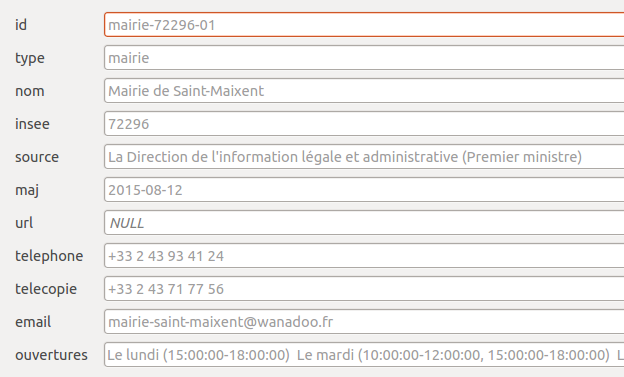 id mairie-72296-01
type mairie
nom Mairie de Saint-Maixent
insee 72296
source La Direction de l'information légale et administrative (Premier ministre)
maj 2015-08-12
url NULL
telephone +33 2 43 93 41 24
telecopie +33 2 43 71 77 56
email mairie-saint-maixent@wanadoo.fr
ouvertures Le lundi (15:00:00-18:00:00) Le mardi (10:00:00-12:00:00, 15:00:00-18:00:00) L